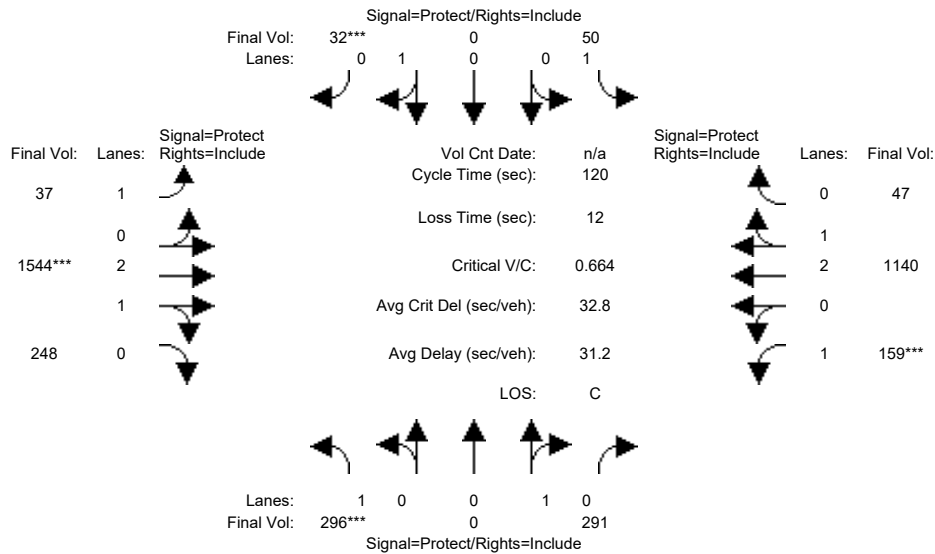 Signal=Protect/Rights=Include
Final Vol: 32*** 0 50
Lanes: 0 1 0 0 1
Signal=Protect
Final Vol: Lanes: Rights=Include
Vol Cnt Date: n/a
Signal=Protect
Rights=Include Lanes: Final Vol:
Cycle Time (sec): 120
37 1
0 47
Loss Time (sec): 12
0
1
1544*** 2
Critical V/C: 0.664
2 1140
1
Avg Crit Del (sec/veh): 32.8
0
248 0
Avg Delay (sec/veh): 31.2
1 159***
LOS: C
Lanes: 1 0 0 1 0
Final Vol: 296*** 0 291
Signal=Protect/Rights=Include